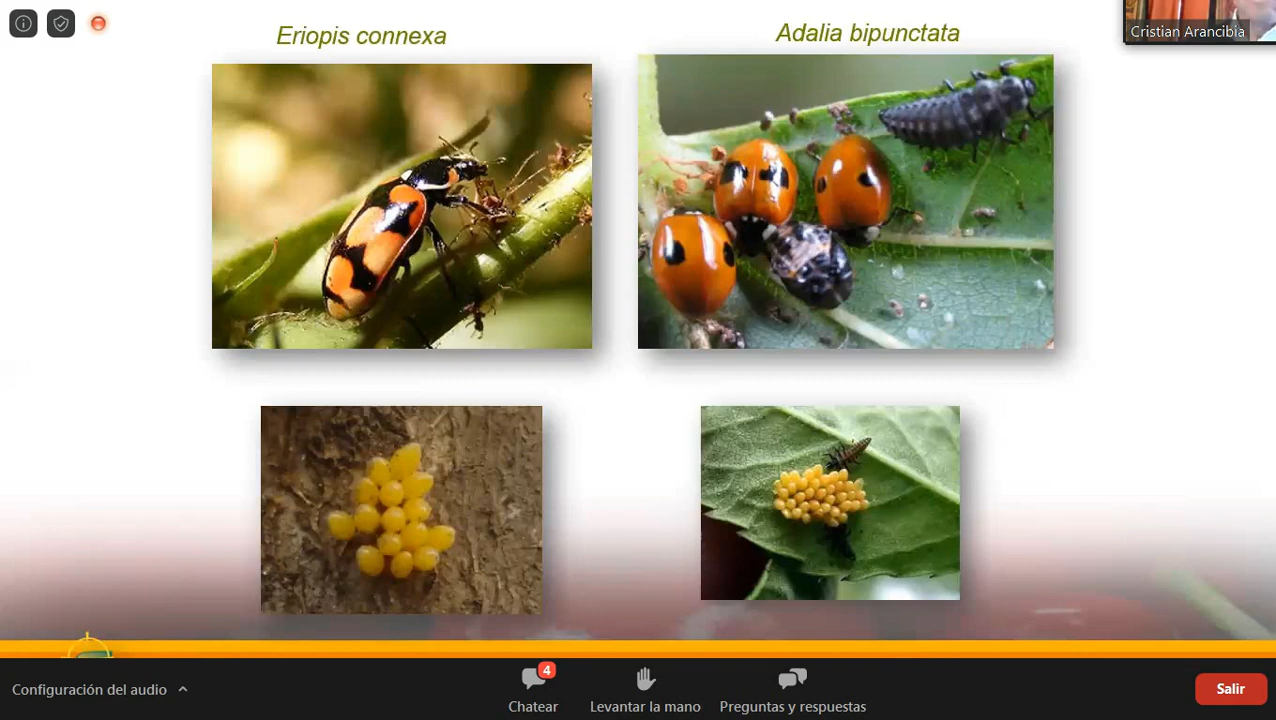 Eriopis connexa
Adalia bipunctata
Cristian Arancibia
Configuración del audio
4
Chatear
Levantar la mano
Preguntas y respuestas
Salir